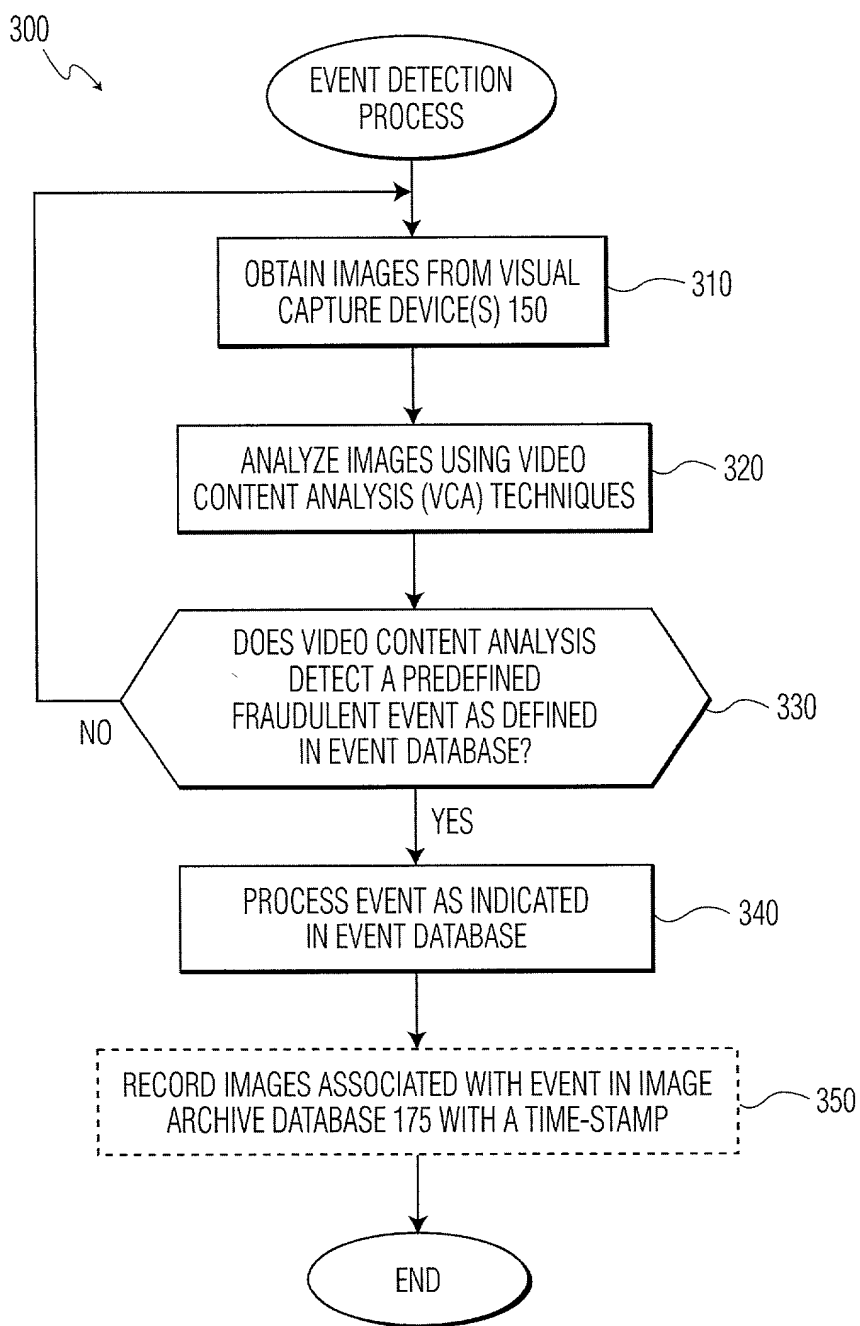 300
EVENT DETECTION
PROCESS
OBTAIN IMAGES FROM VISUAL
CAPTURE DEVICE(S) 150
310
ANALYZE IMAGES USING VIDEO
CONTENT ANALYSIS (VCA) TECHNIQUES
320
DOES VIDEO CONTENT ANALYSIS
DETECT A PREDEFINED
FRAUDULENT EVENT AS DEFINED
IN EVENT DATABASE?
330
NO
YES
PROCESS EVENT AS INDICATED
IN EVENT DATABASE
340
RECORD IMAGES ASSOCIATED WITH EVENT IN IMAGE
ARCHIVE DATABASE 175 WITH A TIME-STAMP
350
END